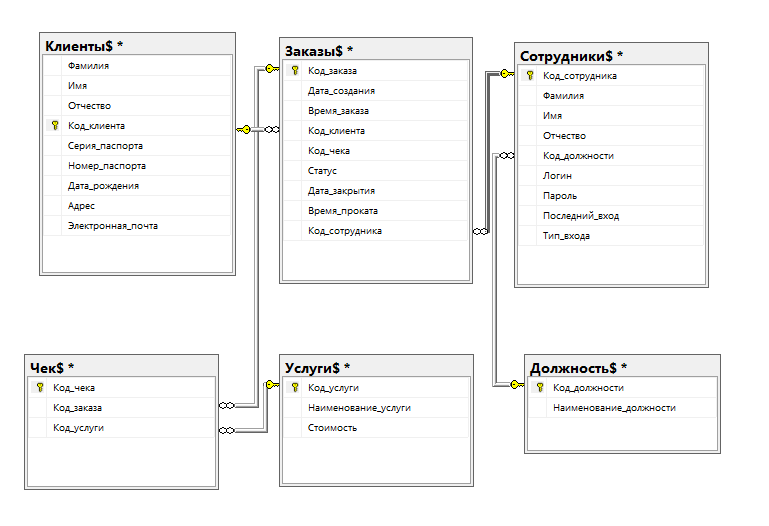 Клиенты$ *
Фамилия
Имя
Отчество
Код_клиента
Серия_паспорта
Номер_паспорта
Дата_рождения
Адрес
Электронная_почта
Заказы$ *
Код_заказа
Дата_создания
Время_заказа
Код_клиента
Код_чека
Статус
Дата_закрытия
Время_проката
Код_сотрудника
Сотрудники$ *
Код_сотрудника
Фамилия
Имя
Отчество
Код_должности
Логин
Пароль
Последний_вход
Тип_входа
Чек$ *
Код_чека
Код_заказа
Код_услуги
Услуги$ *
Код_услуги
Наименование_услуги
Стоимость
Должность$ *
Код_должности
Наименование_должности